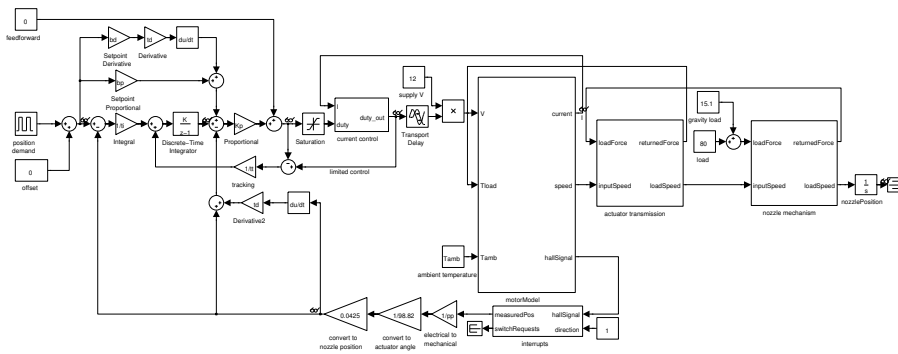 0
feedforward
bd
td
du/dt
Setpoint
Derivative
Derivative
bp
Setpoint
Proportional
position
demand
0
offset
1/ti
Integral
K
z−1
Discrete−Time
Integrator
Kp
Proportional
Saturation
I
duty
duty_out
current control
limited control
1/tt
tracking
td
Derivative2
du/dt
12
supply V
Transport
Delay
×
V
Tload
Tamb
current
speed
hallSignal
motorModel
Tamb
ambient temperature
loadForce
inputSpeed
returnedForce
loadSpeed
actuator transmission
15.1
gravity load
80
load
loadForce
inputSpeed
returnedForce
loadSpeed
nozzle mechanism
1
s
nozzlePosition
0.0425
convert to
nozzle position
1/98.82
convert to
actuator angle
1/pp
electrical to
mechanical
measuredPos
switchRequests
hallSignal
direction
interrupts
1